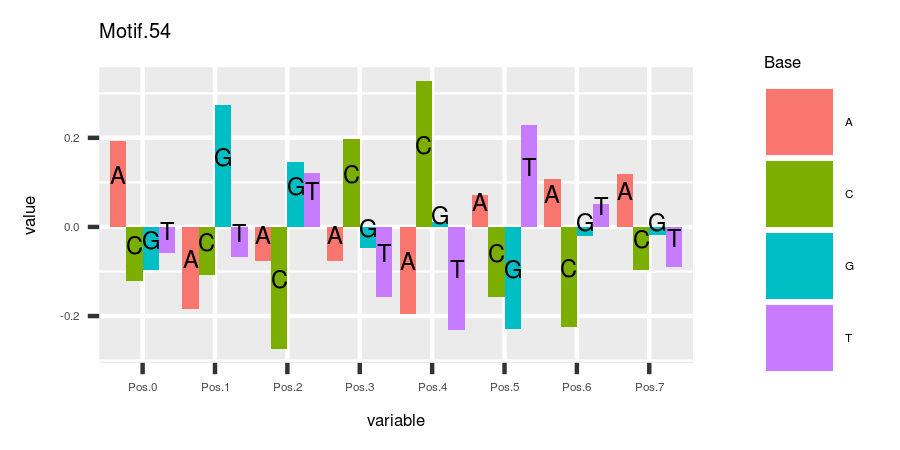 Motif.54
Base
A
C
G
T
value
0.2
0.0
-0.2
A
C
G
T
A
C
G
T
A
C
G
T
A
C
G
T
A
C
G
T
A
C
G
T
A
C
G
T
A
C
G
T
Pos.0 Pos.1 Pos.2 Pos.3 Pos.4 Pos.5 Pos.6 Pos.7
variable